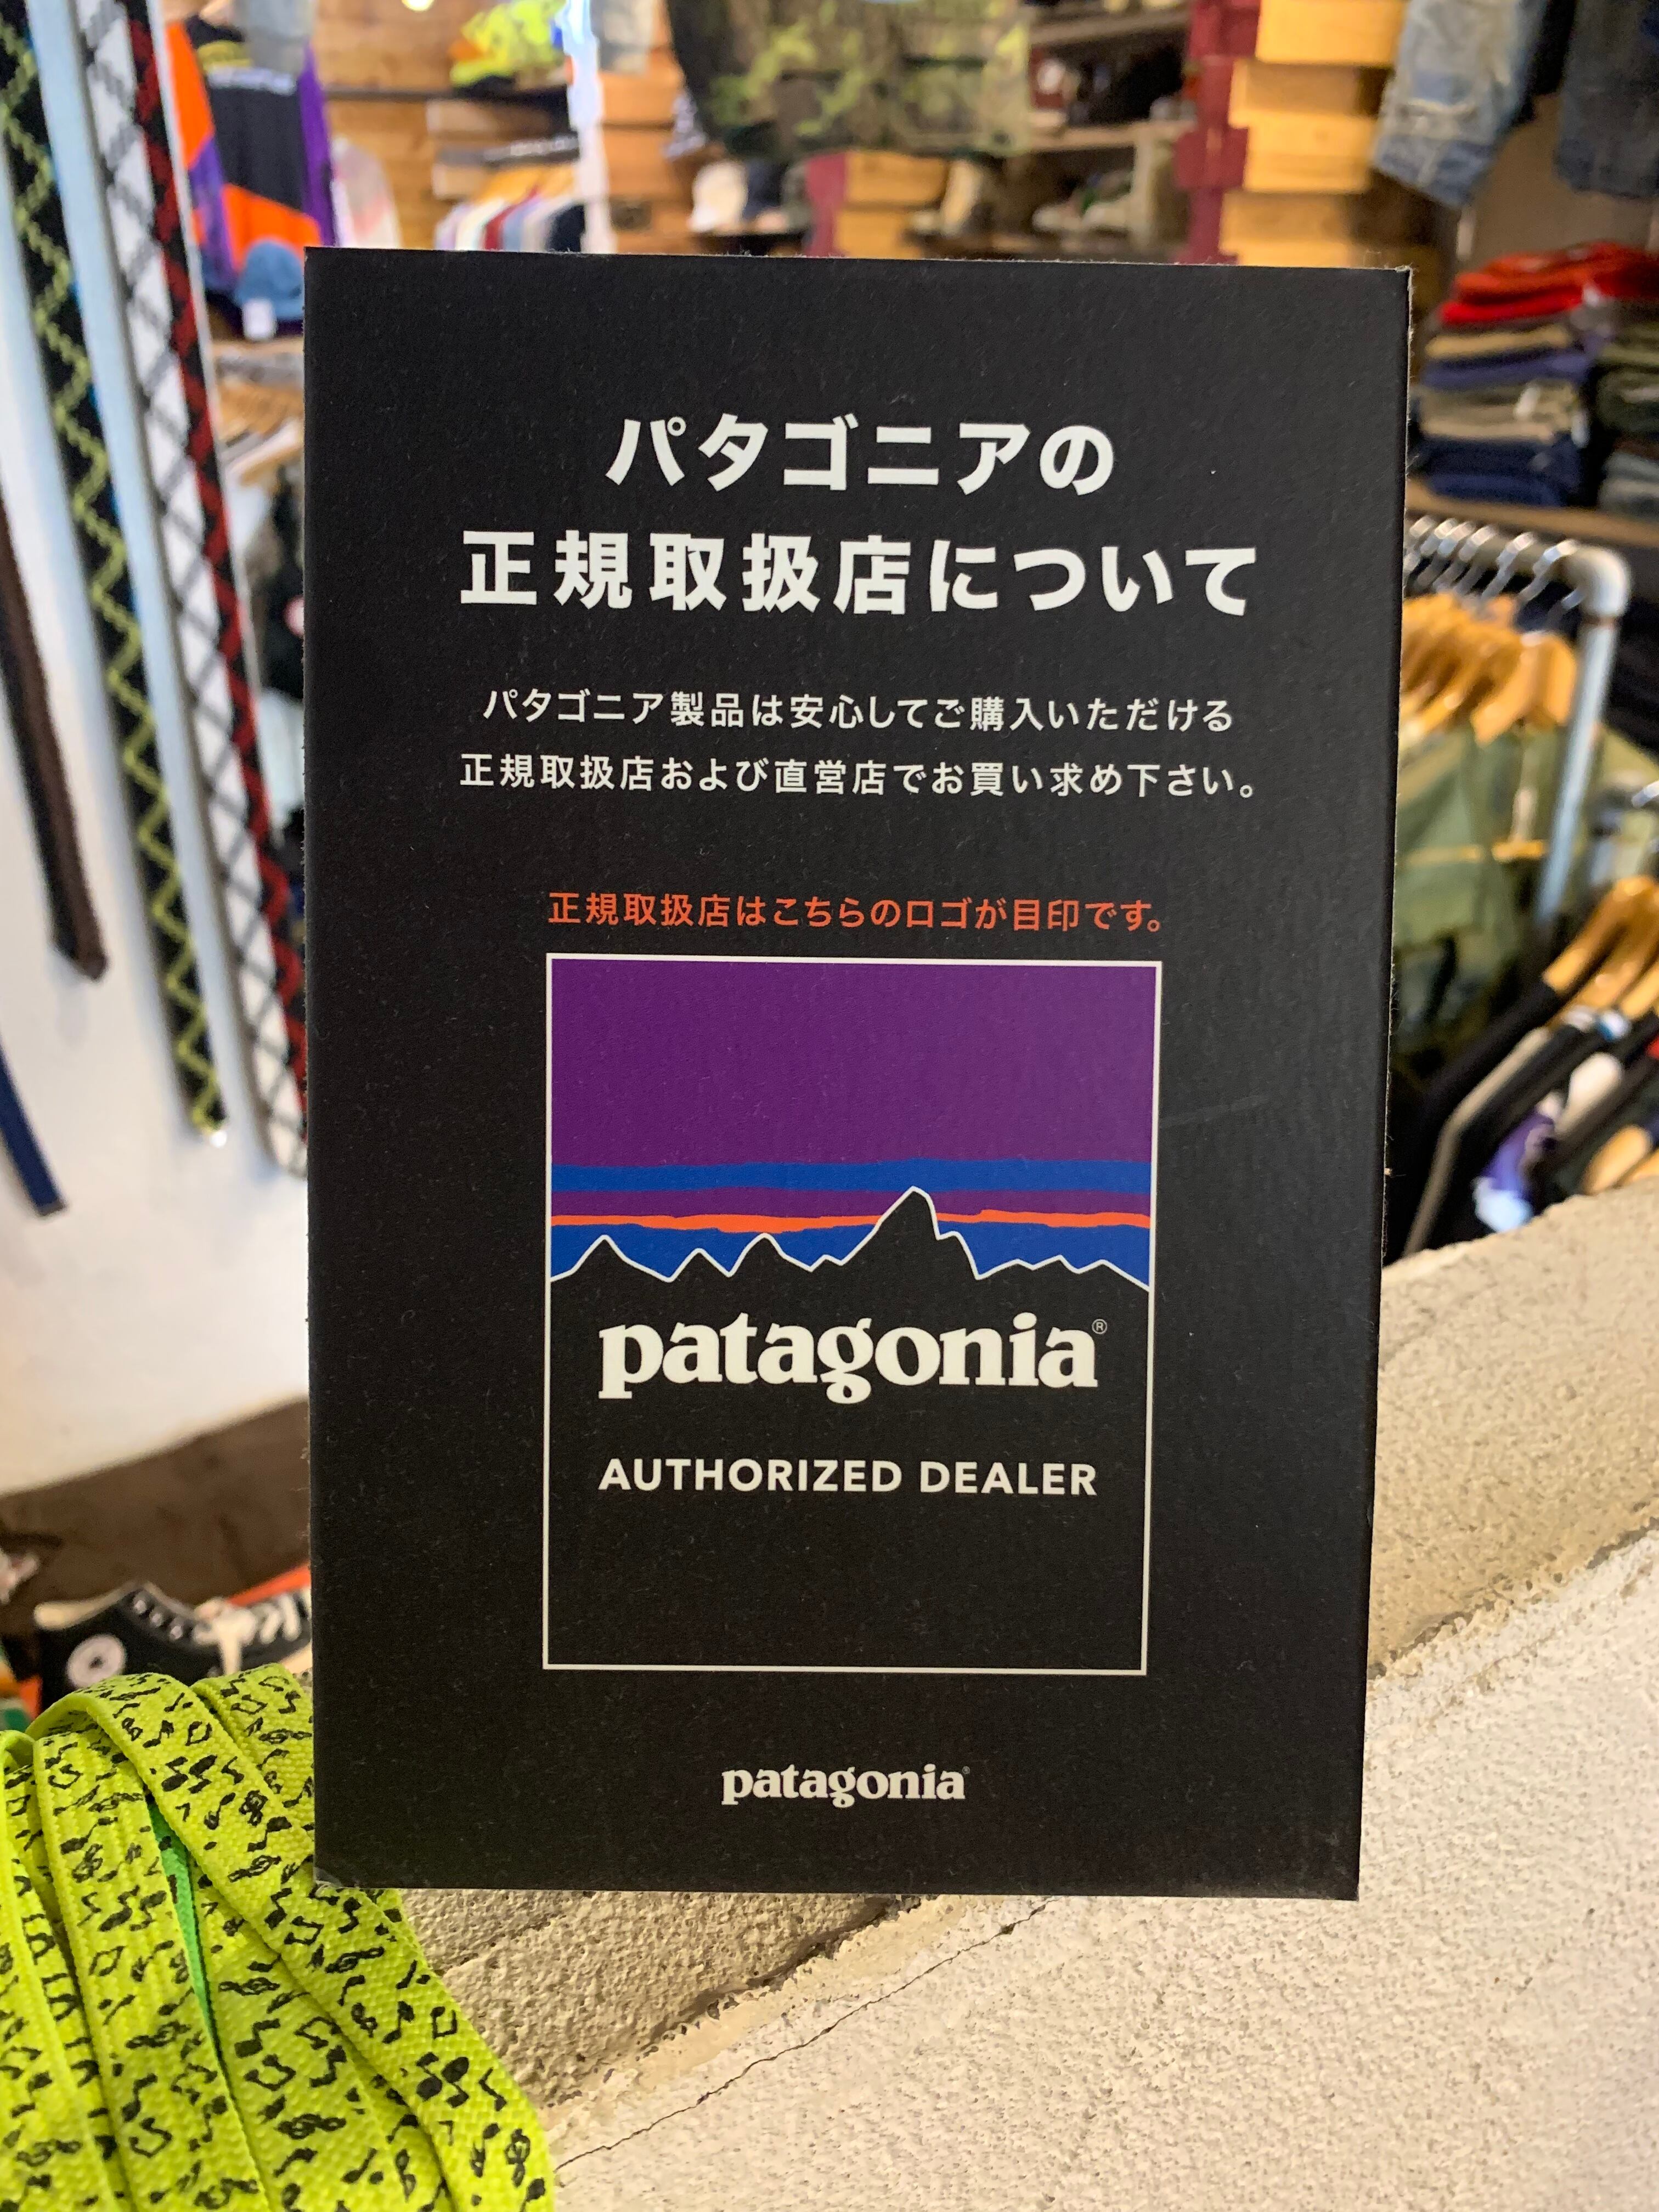 パタゴニアの
正規取扱店について
パタゴニア製品は安心してご購入いただける
正規取扱店および直営店でお買い求め下さい。
正規取扱店はこちらのロゴが目印です。
patagonia®
AUTHORIZED DEALER
patagonia®